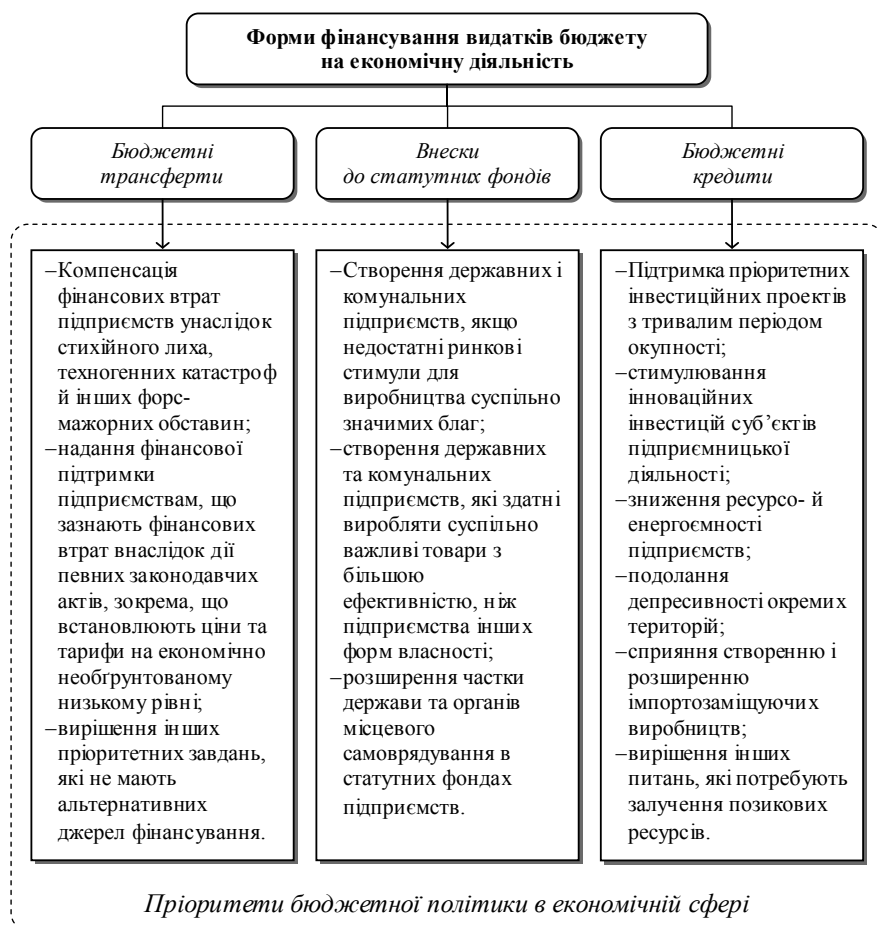 Форми фінансування видатків бюджету
на економічну діяльність
Бюджетні
трансферти
Внески
до статутних фондів
Бюджетні
кредити
–Компенсація
фінансових втрат
підприємств унаслідок
стихійного лиха,
техногенних катастроф
й інших форс-
мажорних обставин;
–надання фінансової
підтримки
підприємствам, що
зазнають фінансових
втрат внаслідок дії
певних законодавчих
актів, зокрема, що
встановлюють ціни та
тарифи на економічно
необґрунтованому
низькому рівні;
–вирішення інших
пріоритетних завдань,
які не мають
альтернативних
джерел фінансування.
–Створення державних і
комунальних
підприємств, якщо
недостатні ринкові
стимули для
виробництва суспільно
значимих благ;
–створення державних
та комунальних
підприємств, які здатні
виробляти суспільно
важливі товари з
більшою
ефективністю, ніж
підприємства інших
форм власності;
–розширення частки
держави та органів
місцевого
самоврядування в
статутних фондах
підприємств.
–Підтримка пріоритетних
інвестиційних проектів
з тривалим періодом
окупності;
–стимулювання
інноваційних
інвестицій суб’єктів
підприємницької
діяльності;
–зниження ресурсо- й
енергоємності
підприємств;
–подолання
депресивності окремих
територій;
–сприяння створенню і
розширенню
імпортозаміщуючих
виробництв;
–вирішення інших
питань, які потребують
залучення позикових
ресурсів.
Пріоритети бюджетної політики в економічній сфері